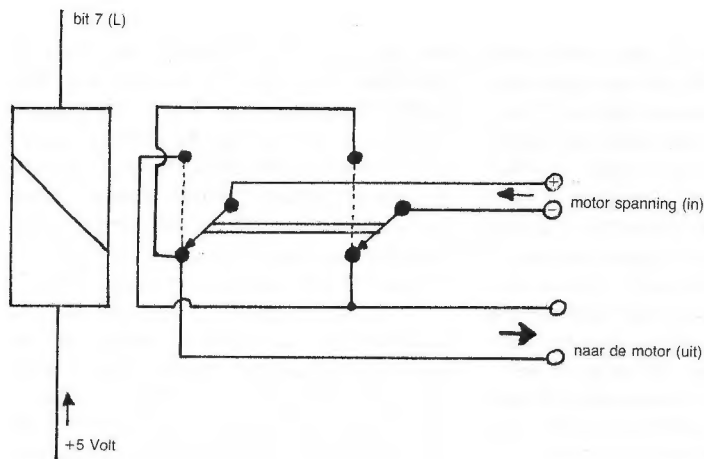 bit 7 (L)
+
motor spanning (in)
−
naar de motor (uit)
+5 Volt